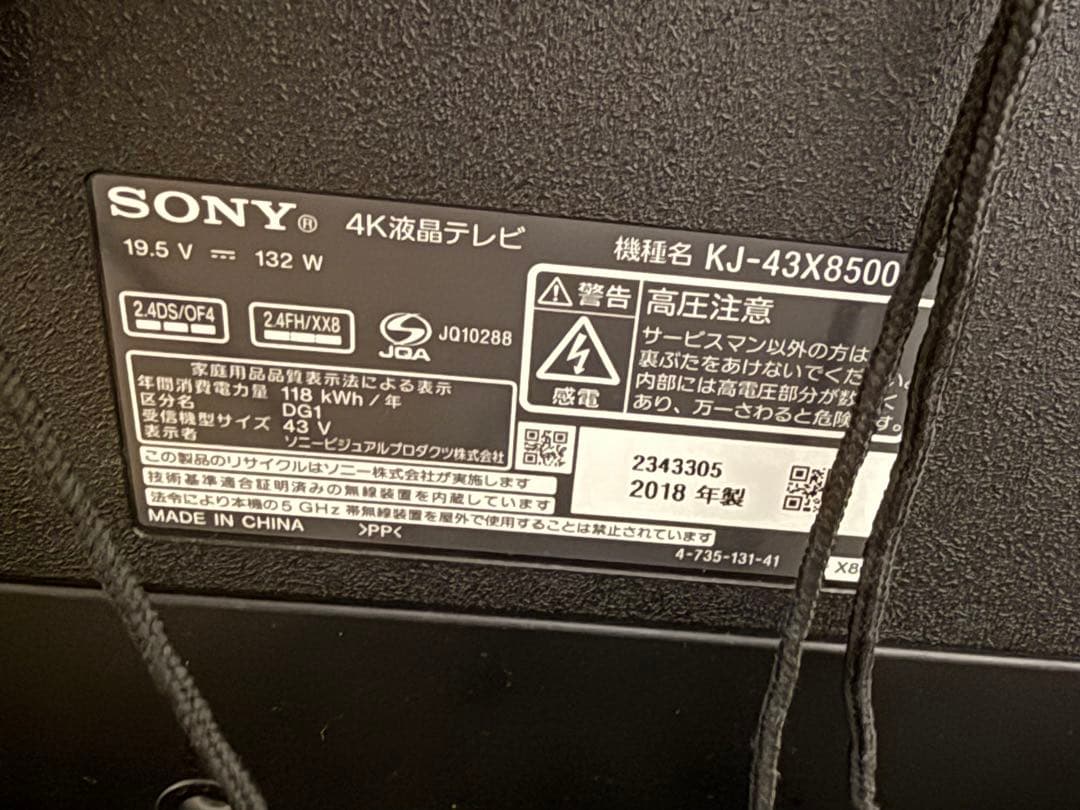 SONY® 4K液晶テレビ
19.5 V ⎓ 132 W
機種名 KJ-43X8500
2.4DS/OF4
2.4FH/XX8
JQA JQ10288
家庭用品品質表示法による表示
年間消費電力量 118 kWh/年
区分名 DG1
受信機型サイズ 43 V
表示者 ソニービジュアルプロダクツ株式会社
警告 高圧注意
感電
サービスマン以外の方は
裏ぶたをあけないでくだ い。
内部には高電圧部分が数 く
あり、万一さわると危険 。
2343305
2018 年製
この製品のリサイクルはソニー株式会社が実施します
技術基準適合証明済みの無線装置を内蔵しています
法令により本機の5 GHz 帯無線装置を屋外で使用することは禁止されています
MADE IN CHINA >PP<
4-735-131-41